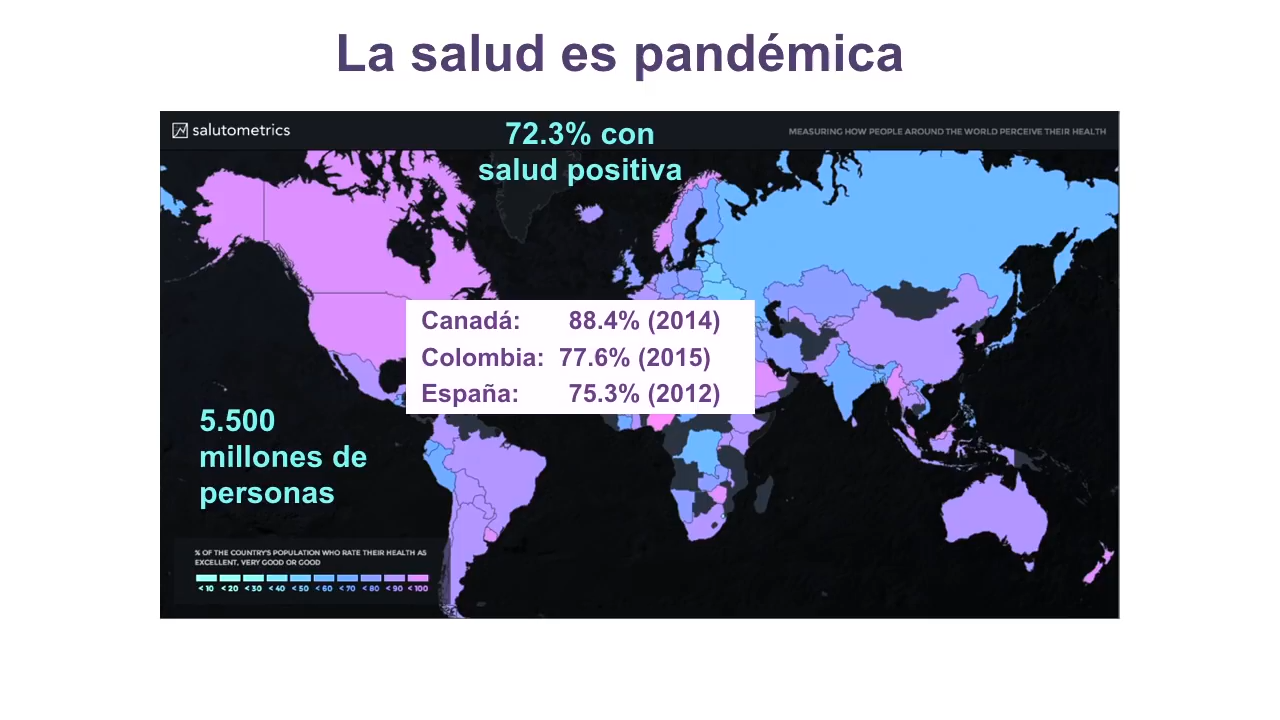 La salud es pandémica
salutometrics
72.3% con
salud positiva
MEASURING HOW PEOPLE AROUND THE WORLD PERCEIVE THEIR HEALTH
Canadá: 88.4% (2014)
Colombia: 77.6% (2015)
España: 75.3% (2012)
5.500
millones de
personas
% OF THE COUNTRY'S POPULATION WHO RATE THEIR HEALTH AS
EXCELLENT, VERY GOOD OR GOOD
< 10 < 20 < 30 < 40 < 50 < 60 < 70 < 80 < 90 < 100